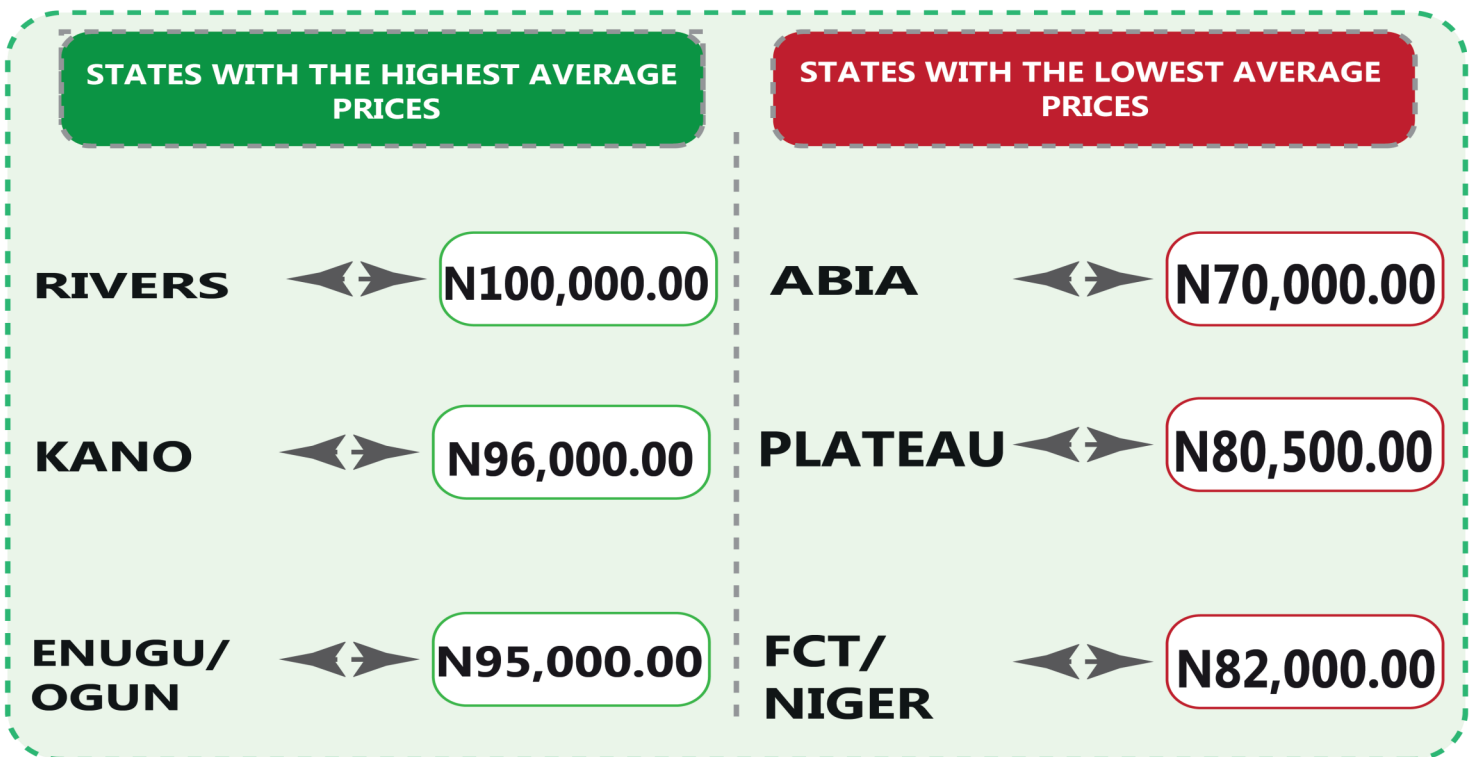 STATES WITH THE HIGHEST AVERAGE
PRICES
RIVERS
N100,000.00
KANO
N96,000.00
ENUGU/
OGUN
N95,000.00
STATES WITH THE LOWEST AVERAGE
PRICES
ABIA
N70,000.00
PLATEAU
N80,500.00
FCT/
NIGER
N82,000.00